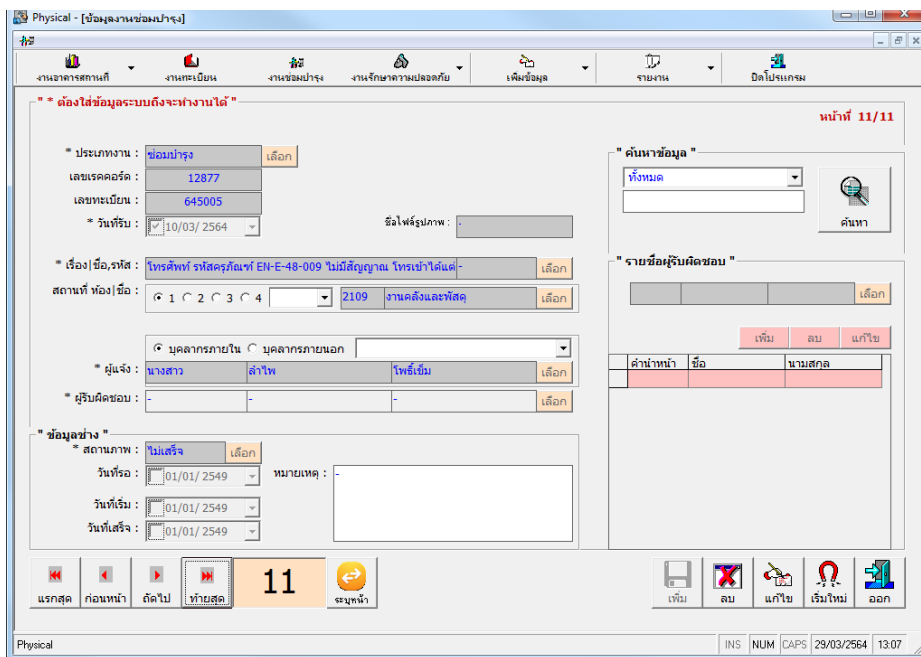 Physical - [ข้อมูลงานซ่อมบำรุง]
งานอาคารสถานที่ งานทะเบียน งานซ่อมบำรุง งานรักษาความปลอดภัย เพิ่มข้อมูล รายงาน ปิดโปรแกรม
" * ต้องใส่ข้อมูลระบบถึงจะทำงานได้ "
หน้าที่ 11/11
* ประเภทงาน : ซ่อมบำรุง เลือก
เลขเรคคอร์ด : 12877
เลขทะเบียน : 645005
* วันที่รับ : 10/03/ 2564 ชื่อไฟล์รูปภาพ : .
* เรื่อง|ชื่อ,รหัส : โทรศัพท์ รหัสครุภัณฑ์ EN-E-48-009 ไม่มีสัญญาณ โทรเข้าได้แต่ - เลือก
สถานที่ ห้อง|ชื่อ : 1 2 3 4 2109 งานคลังและพัสดุ เลือก
บุคลากรภายใน บุคลากรภายนอก
* ผู้แจ้ง : นางสาว ลำไพ โพธิ์เข็ม เลือก
* ผู้รับผิดชอบ : - - - เลือก
" ข้อมูลช่าง "
* สถานภาพ : ไม่เสร็จ เลือก
วันที่รอ : 01/01/ 2549 หมายเหตุ : -
วันที่เริ่ม : 01/01/ 2549
วันที่เสร็จ : 01/01/ 2549
" ค้นหาข้อมูล "
ทั้งหมด
ค้นหา
" รายชื่อผู้รับผิดชอบ "
เลือก
เพิ่ม ลบ แก้ไข
คำนำหน้า ชื่อ นามสกุล
แรกสุด ก่อนหน้า ถัดไป ท้ายสุด 11 ระบุหน้า
เพิ่ม ลบ แก้ไข เริ่มใหม่ ออก
Physical INS NUM CAPS 29/03/2564 13:07